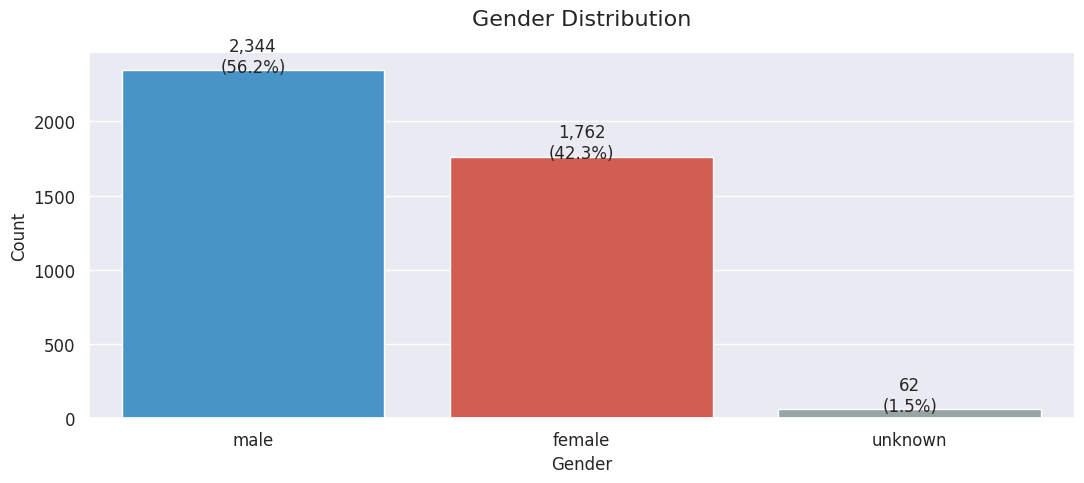 Gender Distribution
2,344
(56.2%)
1,762
(42.3%)
62
(1.5%)
2000
1500
1000
500
0
Count
male
female
unknown
Gender